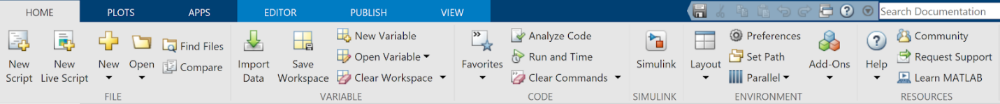 HOME PLOTS APPS EDITOR PUBLISH VIEW Search Documentation
New Script
New Live Script
New
Open
Find Files
Compare
FILE
Import Data
Save Workspace
New Variable
Open Variable
Clear Workspace
VARIABLE
Favorites
Analyze Code
Run and Time
Clear Commands
CODE
Simulink
SIMULINK
Layout
Preferences
Set Path
Parallel
Add-Ons
ENVIRONMENT
Help
Community
Request Support
Learn MATLAB
RESOURCES